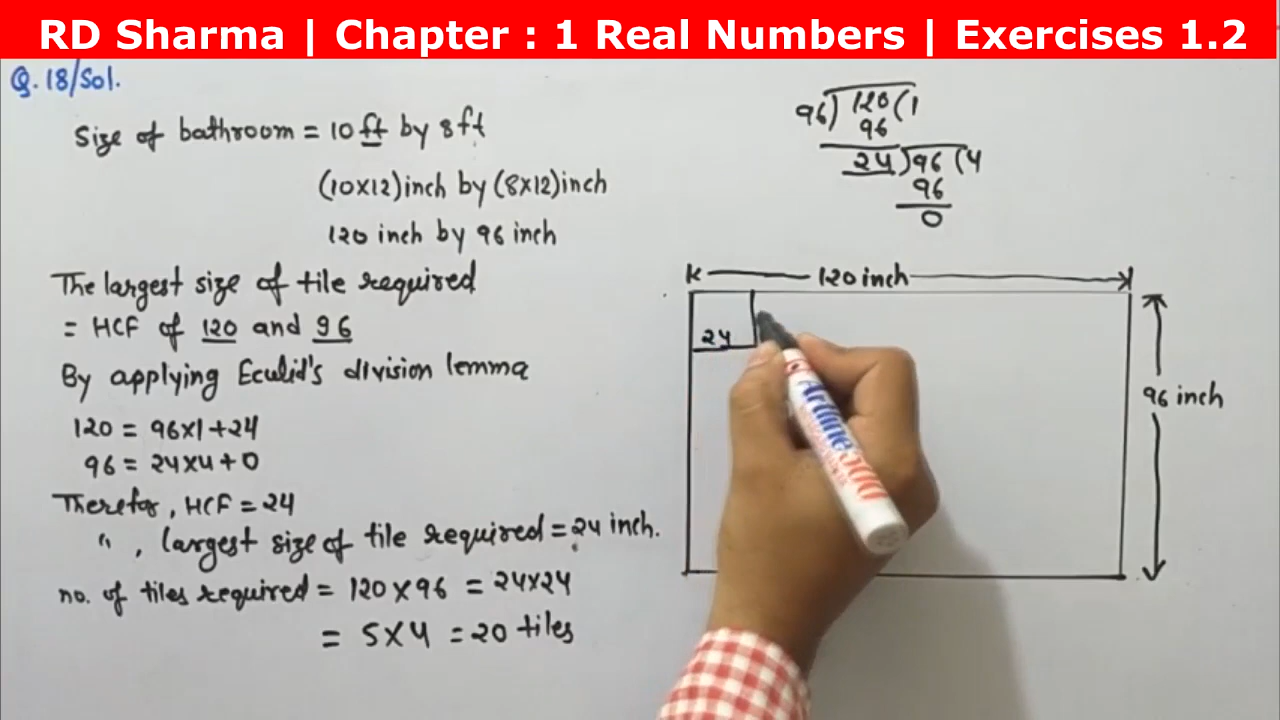 RD Sharma | Chapter : 1 Real Numbers | Exercises 1.2
Q. 18/Sol.
Size of bathroom = 10 ft by 8 ft
(10x12)inch by (8x12)inch
120 inch by 96 inch
The largest size of tile required
= HCF of 120 and 96
By applying Eculid's division lemma
120 = 96x1+24
96 = 24x4+0
Therefor, HCF = 24
" , largest size of tile required = 24 inch.
no. of tiles required = 120 x 96 = 24x24
= 5 x 4 = 20 tiles
96) 120 (1
96
24) 96 (4
96
0
120 inch
24
96 inch
Artline 500